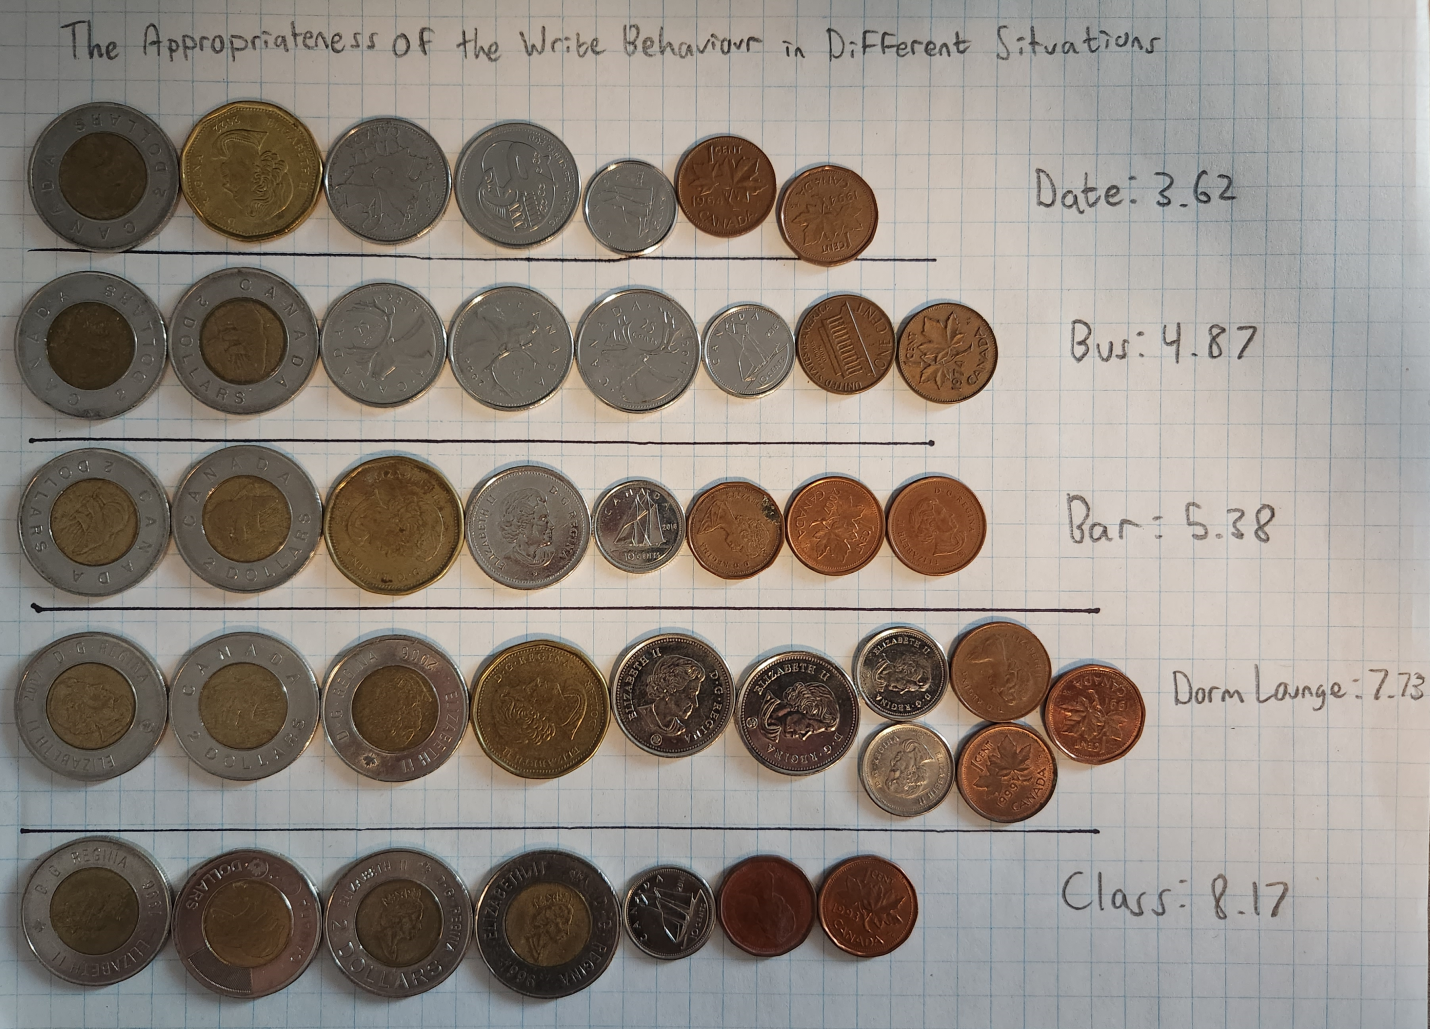 The Appropriateness of the Write Behaviour in Different Situations
Date: 3.62
Bus: 4.87
Bar: 5.38
Dorm Lounge: 7.73
Class: 8.17